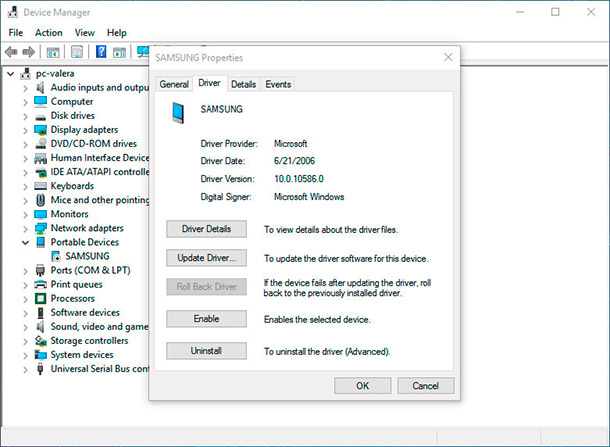 Device Manager
File Action View Help
pc-valera
Audio inputs and outpu
Computer
Disk drives
Display adapters
DVD/CD-ROM drives
Human Interface Device
IDE ATA/ATAPI controlle
Keyboards
Mice and other pointing
Monitors
Network adapters
Portable Devices
SAMSUNG
Ports (COM & LPT)
Print queues
Processors
Software devices
Sound, video and game
Storage controllers
System devices
Universal Serial Bus cont
SAMSUNG Properties
General Driver Details Events
SAMSUNG
Driver Provider: Microsoft
Driver Date: 6/21/2006
Driver Version: 10.0.10586.0
Digital Signer: Microsoft Windows
Driver Details To view details about the driver files.
Update Driver... To update the driver software for this device.
Roll Back Driver If the device fails after updating the driver, roll
back to the previously installed driver.
Enable Enables the selected device.
Uninstall To uninstall the driver (Advanced).
OK Cancel